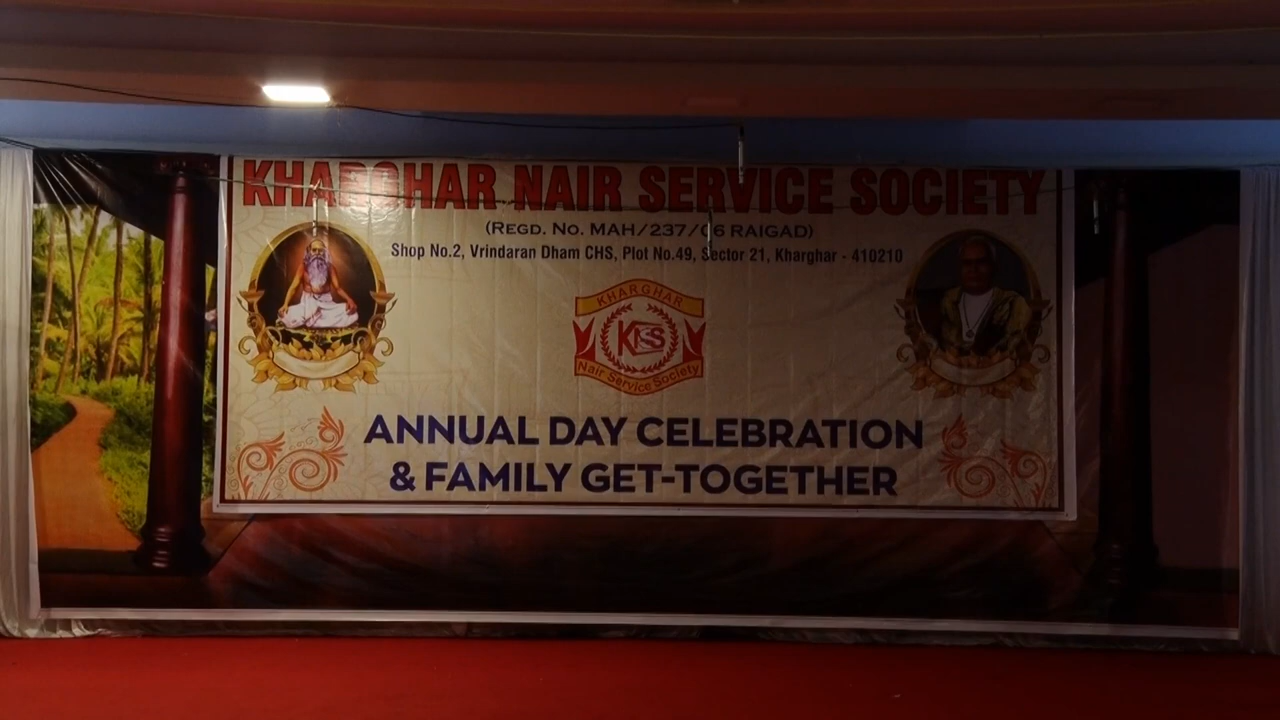 KHARGHAR NAIR SERVICE SOCIETY
(REGD. NO. MAH/237/06 RAIGAD)
Shop No.2, Vrindaran Dham CHS, Plot No.49, Sector 21, Kharghar - 410210
KHARGHAR
KNSS
Nair Service Society
ANNUAL DAY CELEBRATION
& FAMILY GET-TOGETHER